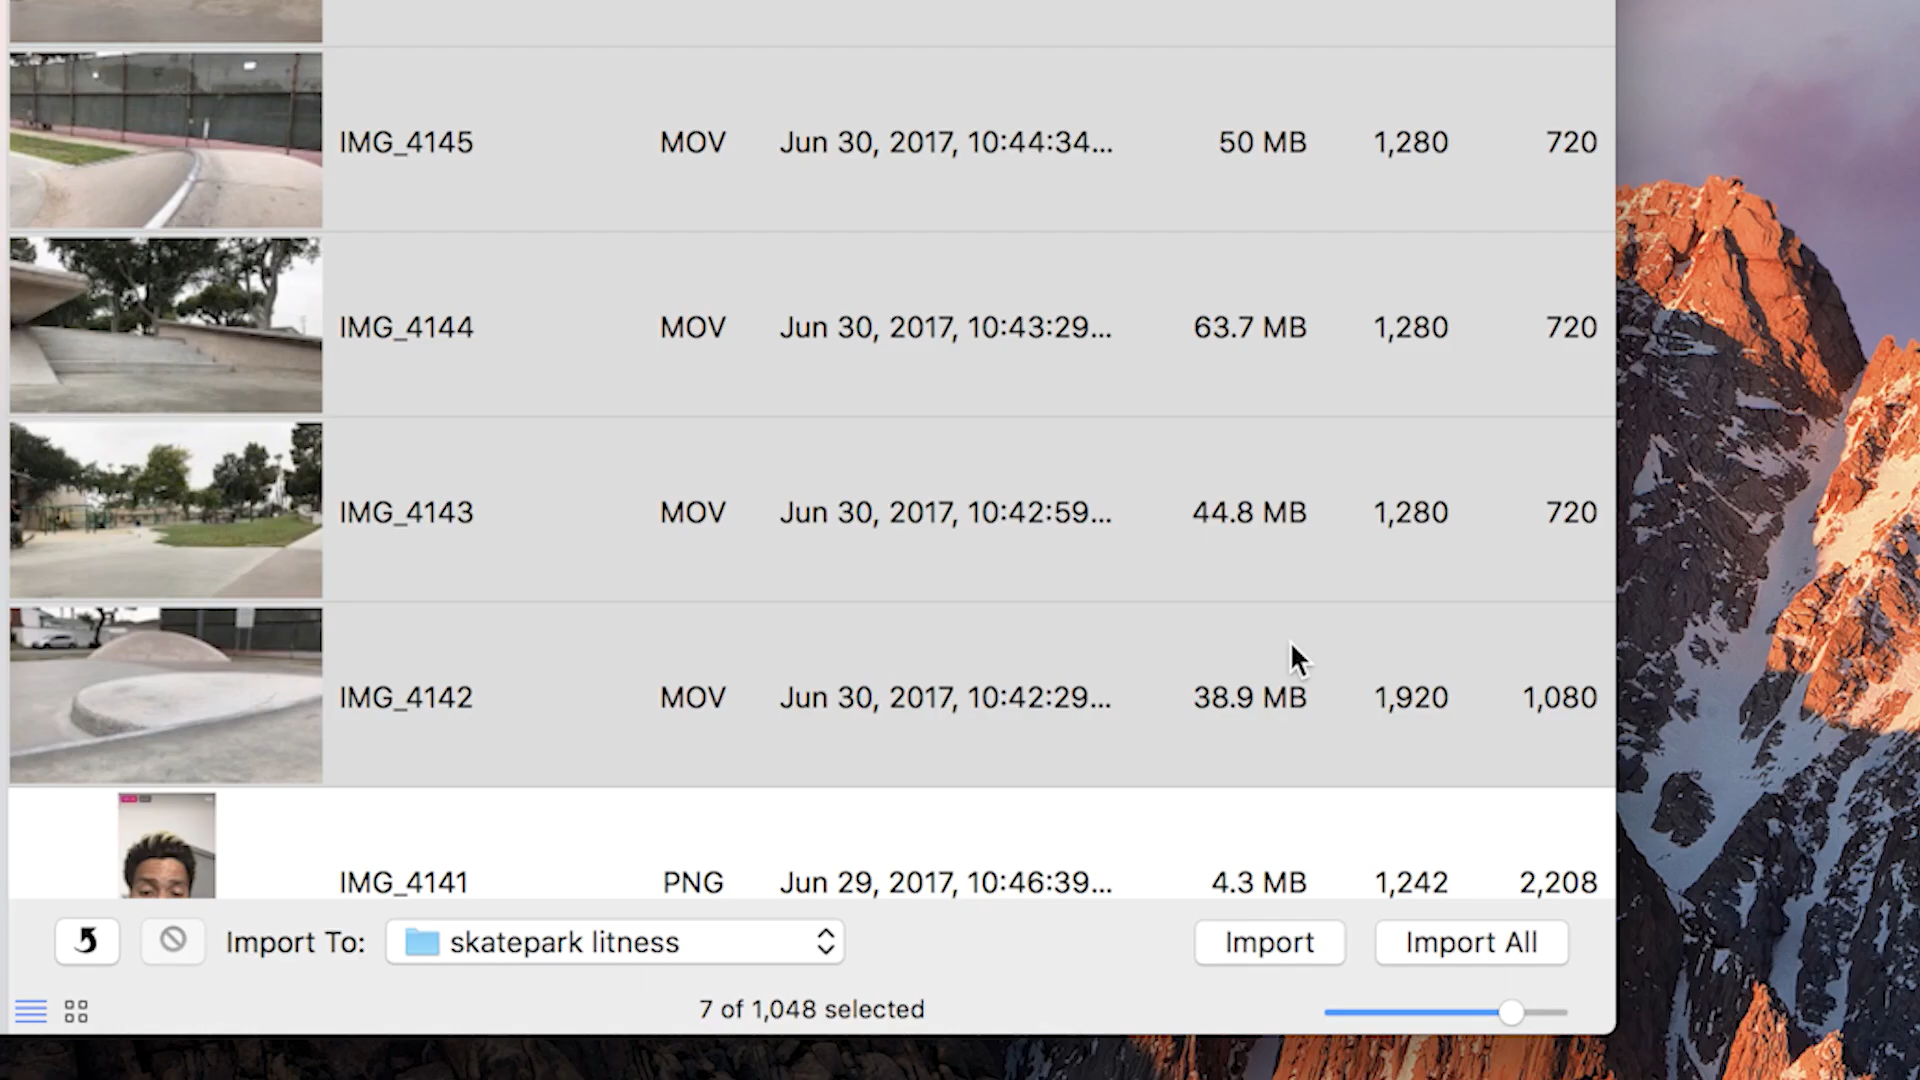 IMG_4145 MOV Jun 30, 2017, 10:44:34... 50 MB 1,280 720
IMG_4144 MOV Jun 30, 2017, 10:43:29... 63.7 MB 1,280 720
IMG_4143 MOV Jun 30, 2017, 10:42:59... 44.8 MB 1,280 720
IMG_4142 MOV Jun 30, 2017, 10:42:29... 38.9 MB 1,920 1,080
IMG_4141 PNG Jun 29, 2017, 10:46:39... 4.3 MB 1,242 2,208
Import To: skatepark litness Import Import All
7 of 1,048 selected